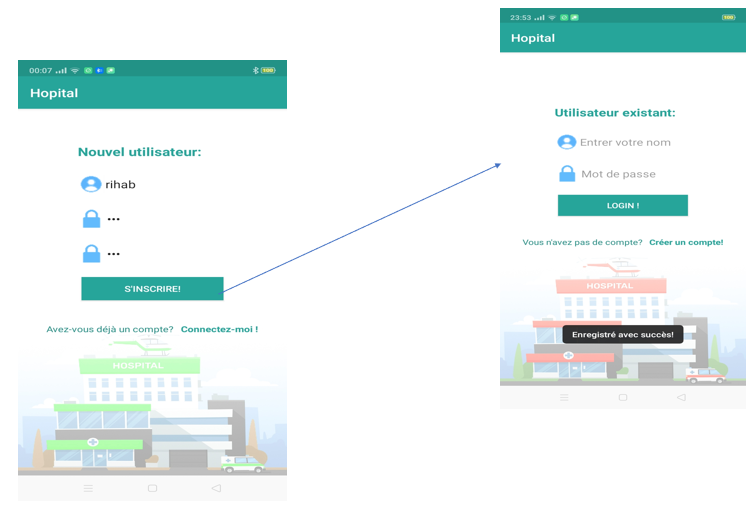 00:07
Hopital
Nouvel utilisateur:
rihab
•••
•••
S'INSCRIRE!
Avez-vous déjà un compte? Connectez-moi !
HOSPITAL
23:53
100
Hopital
Utilisateur existant:
Entrer votre nom
Mot de passe
LOGIN !
Vous n'avez pas de compte? Créer un compte!
HOSPITAL
Enregistré avec succès!